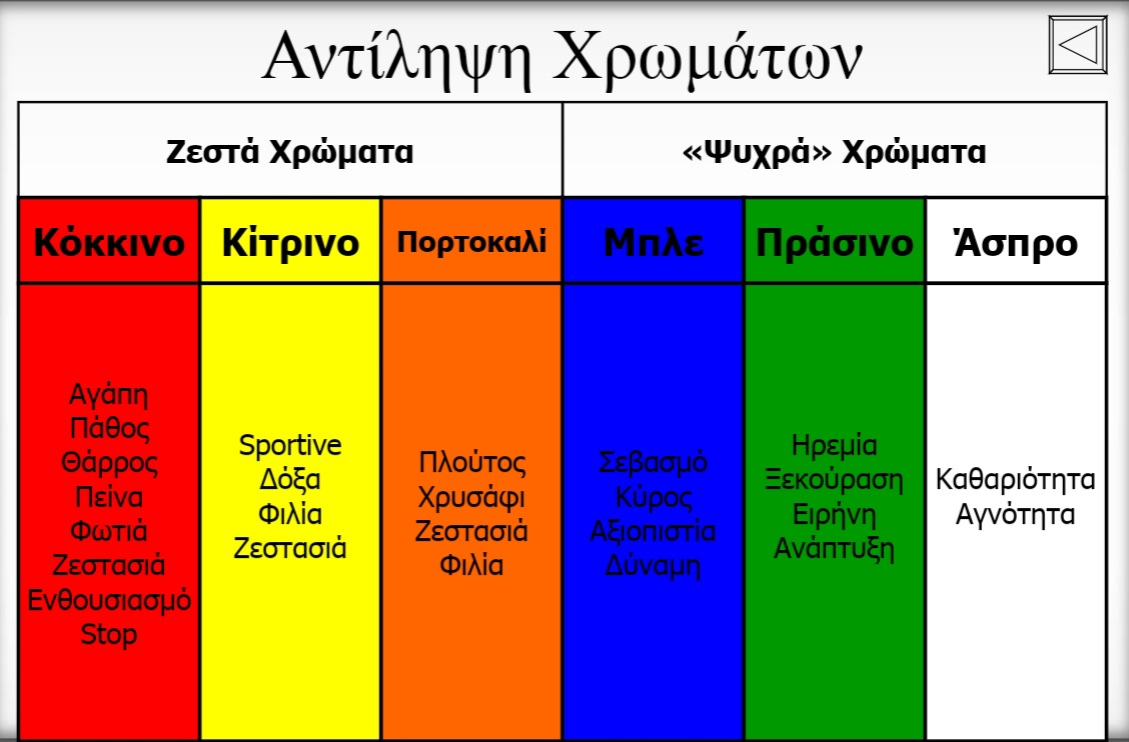 Αντίληψη Χρωμάτων
Ζεστά Χρώματα
«Ψυχρά» Χρώματα
Κόκκινο
Κίτρινο
Πορτοκαλί
Μπλε
Πράσινο
Άσπρο
Αγάπη
Πάθος
Θάρρος
Πείνα
Φωτιά
Ζεστασιά
Ενθουσιασμό
Stop
Sportive
Δόξα
Φιλία
Ζεστασιά
Πλούτος
Χρυσάφι
Ζεστασιά
Φιλία
Σεβασμό
Κύρος
Αξιοπιστία
Δύναμη
Ηρεμία
Ξεκούραση
Ειρήνη
Ανάπτυξη
Καθαριότητα
Αγνότητα